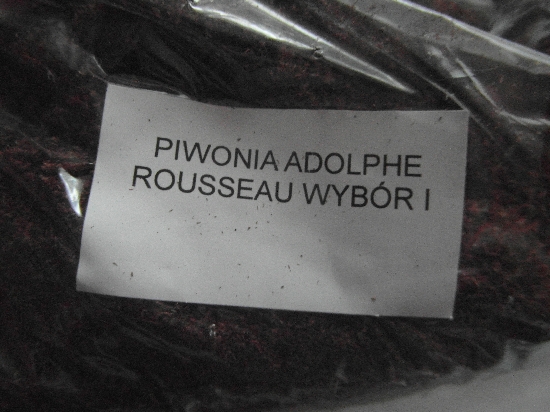 PIWONIA ADOLPHE
ROUSSEAU WYBÓR I